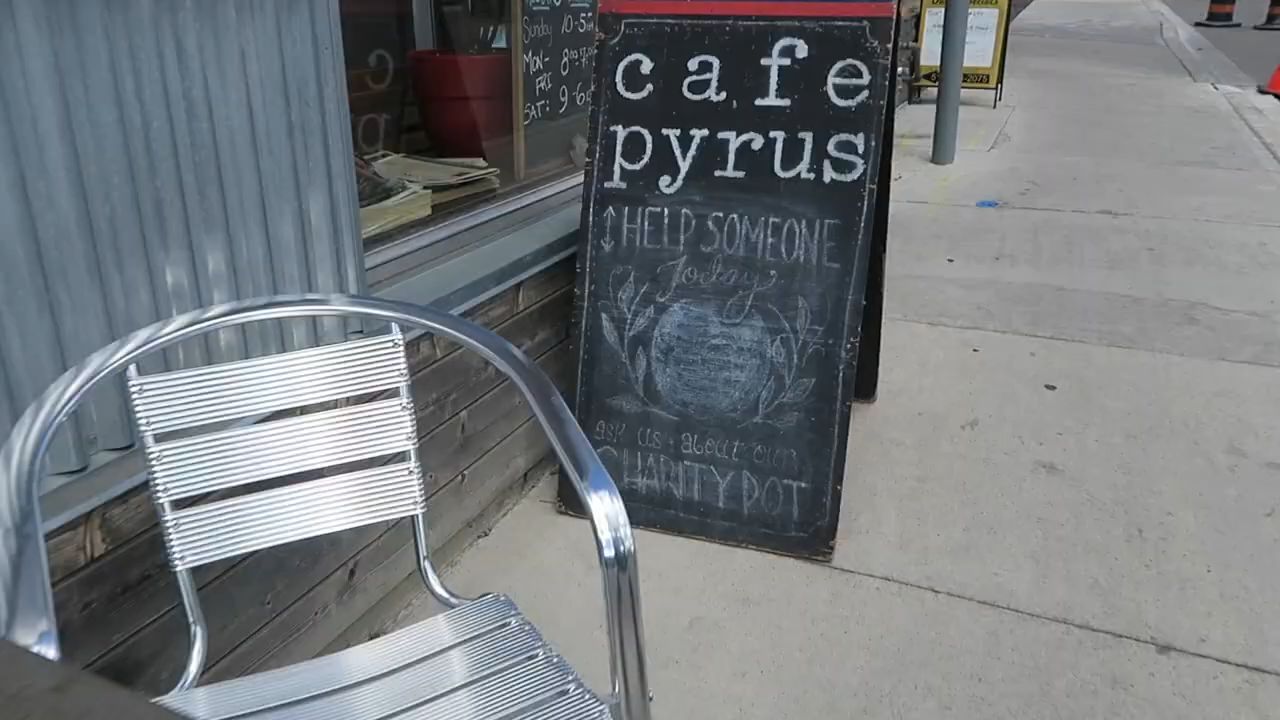 cafe
pyrus
HELP SOMEONE
Today
ask us about our
CHARITY POT
Sunday 10-5
MON-
FRI
SAT: 9-6